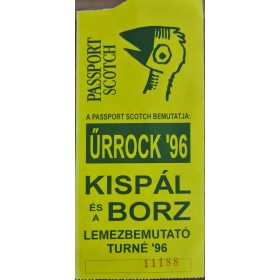 PASSPORT
SCOTCH
A PASSPORT SCOTCH BEMUTATJA:
ŰRROCK '96
KISPÁL
ÉS
A BORZ
LEMEZBEMUTATÓ
TURNÉ '96
11188